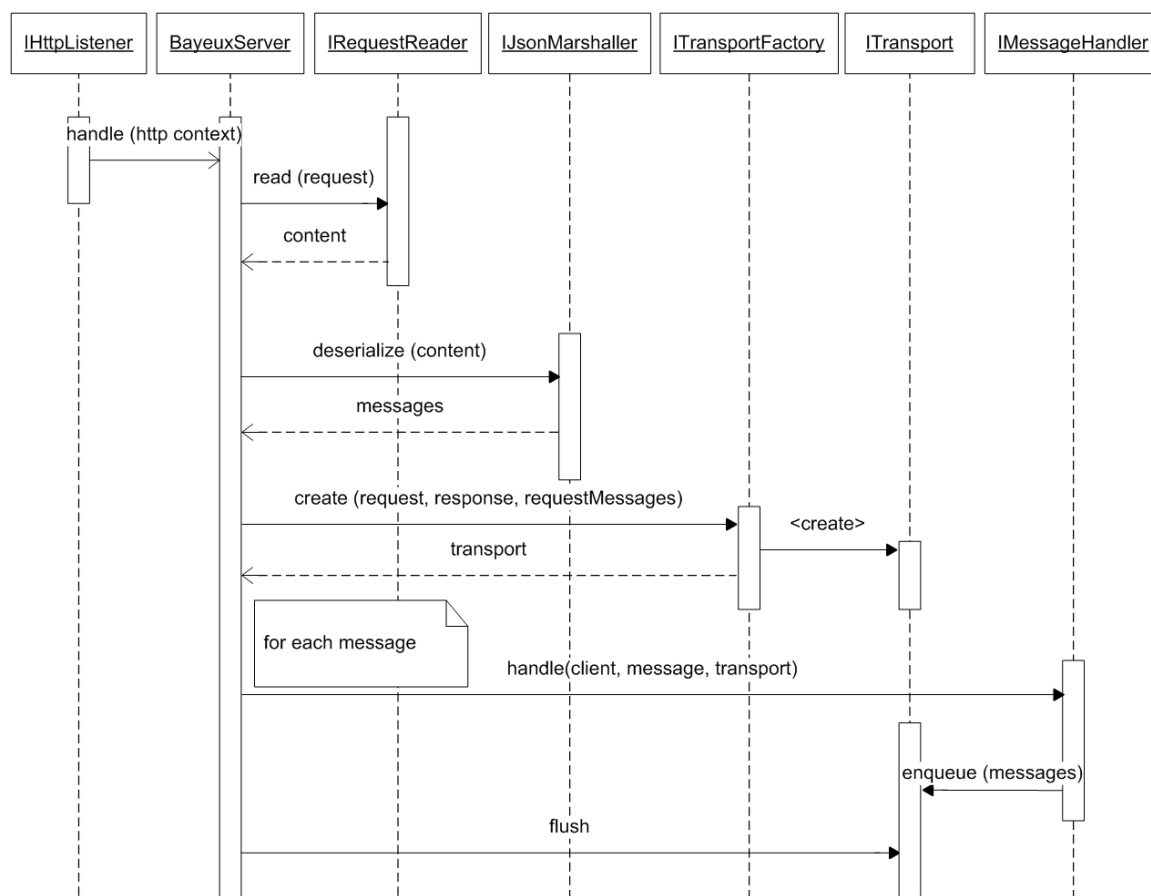 IHttpListener
BayeuxServer
IRequestReader
IJsonMarshaller
ITransportFactory
ITransport
IMessageHandler
handle (http context)
read (request)
content
deserialize (content)
messages
create (request, response, requestMessages)
<create>
transport
for each message
handle(client, message, transport)
enqueue (messages)
flush